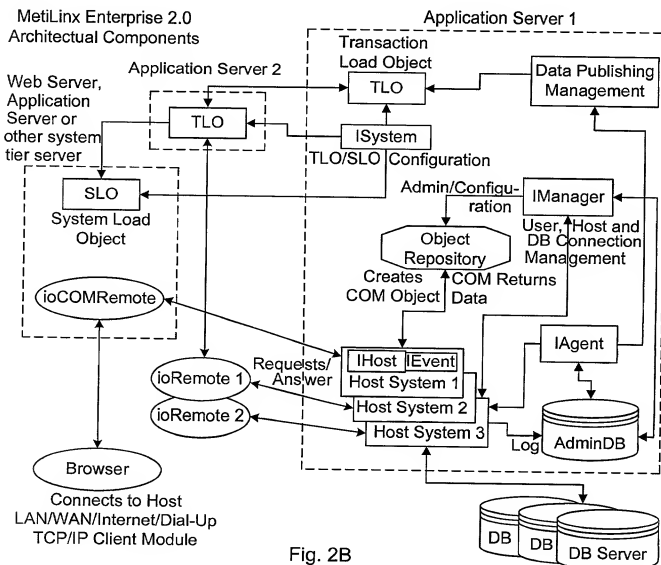 MetiLinx Enterprise 2.0
Architectual Components
Application Server 1
Transaction
Load Object
TLO
Data Publishing
Management
Application Server 2
TLO
Web Server,
Application
Server or
other system
tier server
ISystem
TLO/SLO Configuration
SLO
System Load
Object
Admin/Configu-
ration
IManager
User, Host and
DB Connection
Management
Object
Repository
Creates
COM Object
COM Returns
Data
ioCOMRemote
IHost
IEvent
Host System 1
Host System 2
Host System 3
IAgent
Requests/
Answer
ioRemote 1
ioRemote 2
Log
AdminDB
Browser
Connects to Host
LAN/WAN/Internet/Dial-Up
TCP/IP Client Module
DB
DB
DB Server
Fig. 2B